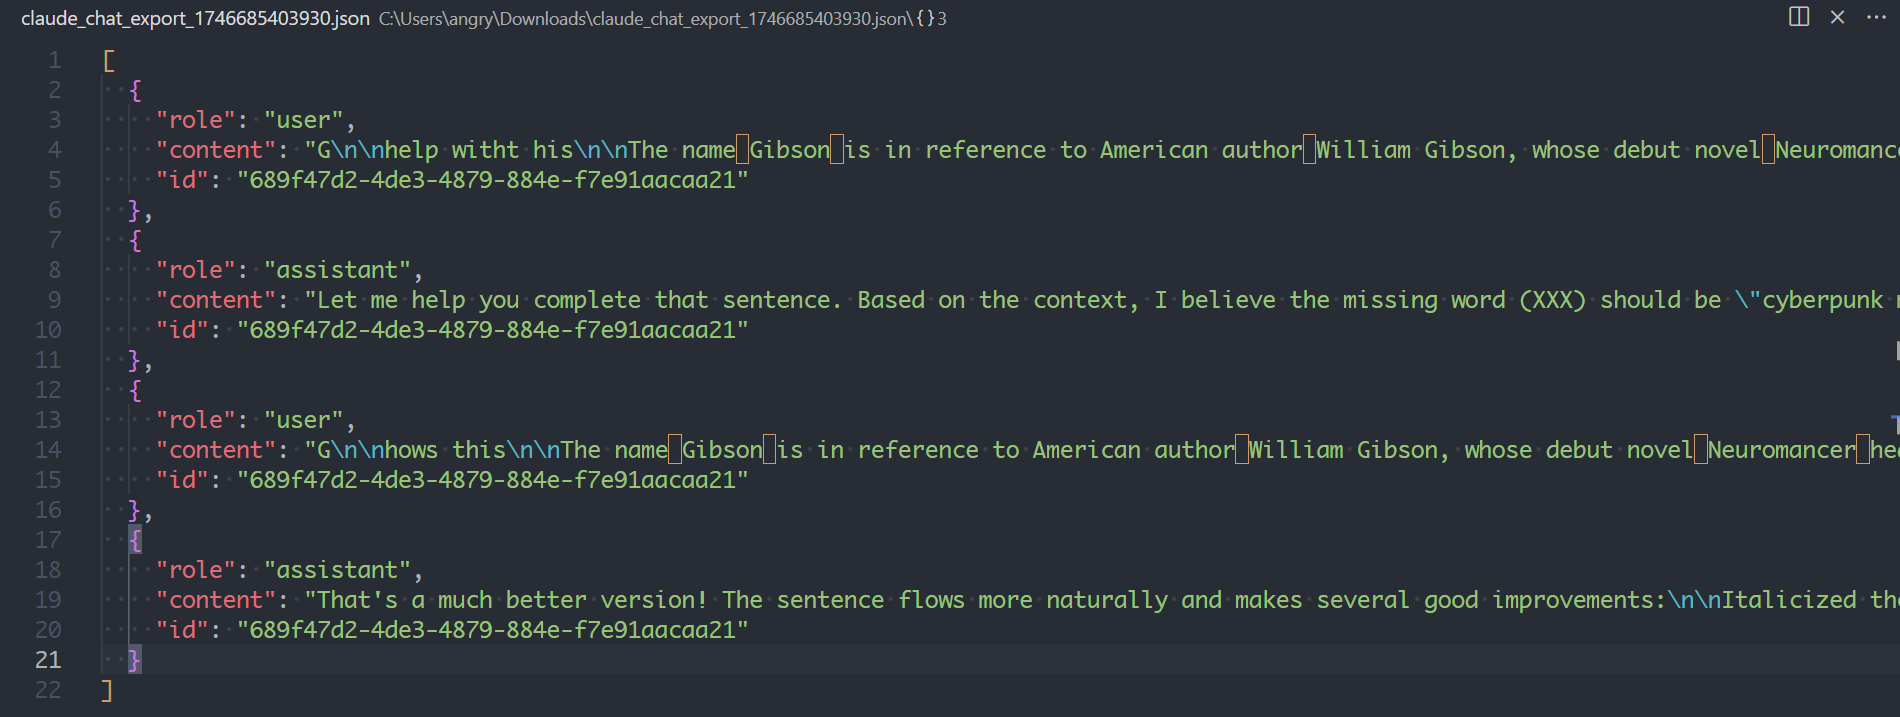 claude_chat_export_1746685403930.json C:\Users\angry\Downloads\claude_chat_export_1746685403930.json\{}3
1 [
2 {
3 "role": "user",
4 "content": "G\n\nhelp witht his\n\nThe name Gibson is in reference to American author William Gibson, whose debut novel Neuromanc
5 "id": "689f47d2-4de3-4879-884e-f7e91aacaa21"
6 },
7 {
8 "role": "assistant",
9 "content": "Let me help you complete that sentence. Based on the context, I believe the missing word (XXX) should be \"cyberpunk
10 "id": "689f47d2-4de3-4879-884e-f7e91aacaa21"
11 },
12 {
13 "role": "user",
14 "content": "G\n\nhows this\n\nThe name Gibson is in reference to American author William Gibson, whose debut novel Neuromancer he
15 "id": "689f47d2-4de3-4879-884e-f7e91aacaa21"
16 },
17 {
18 "role": "assistant",
19 "content": "That's a much better version! The sentence flows more naturally and makes several good improvements:\n\nItalicized th
20 "id": "689f47d2-4de3-4879-884e-f7e91aacaa21"
21 }
22 ]